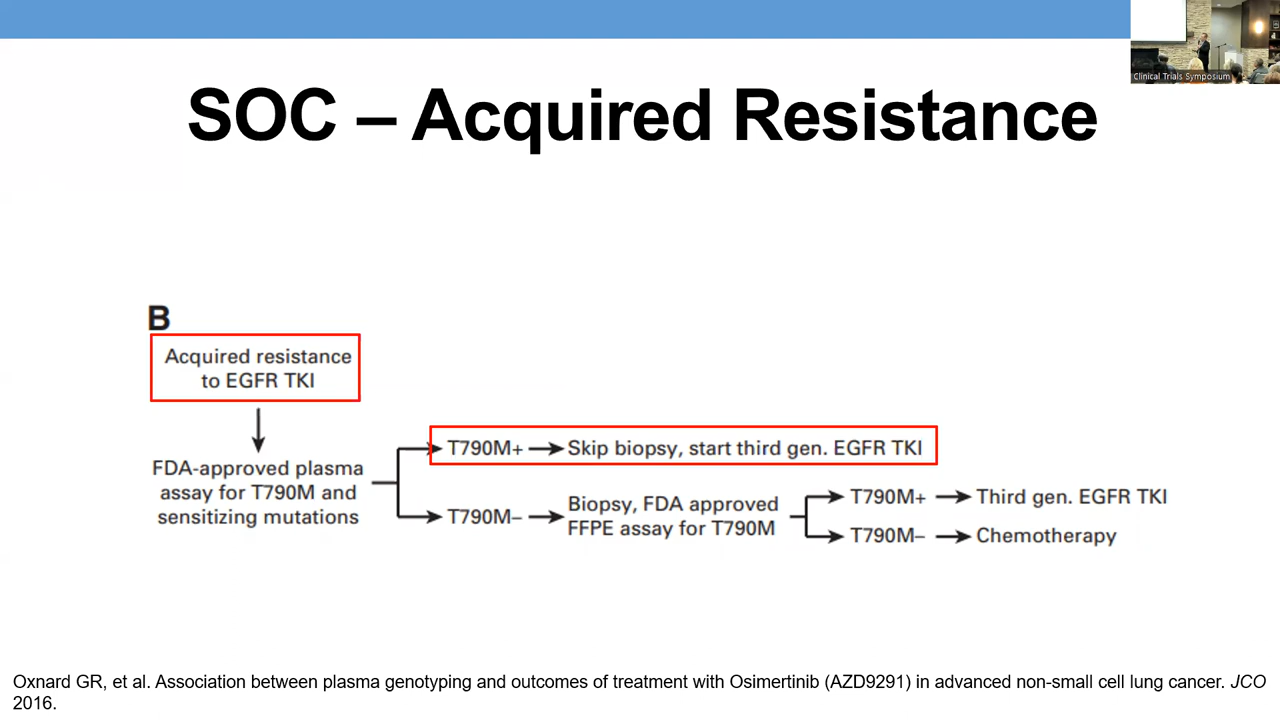 Clinical Trials Symposium
SOC – Acquired Resistance
B
Acquired resistance
to EGFR TKI
FDA-approved plasma
assay for T790M and
sensitizing mutations
T790M+
Skip biopsy, start third gen. EGFR TKI
T790M–
Biopsy, FDA approved
FFPE assay for T790M
T790M+
Third gen. EGFR TKI
T790M–
Chemotherapy
Oxnard GR, et al. Association between plasma genotyping and outcomes of treatment with Osimertinib (AZD9291) in advanced non-small cell lung cancer. JCO
2016.